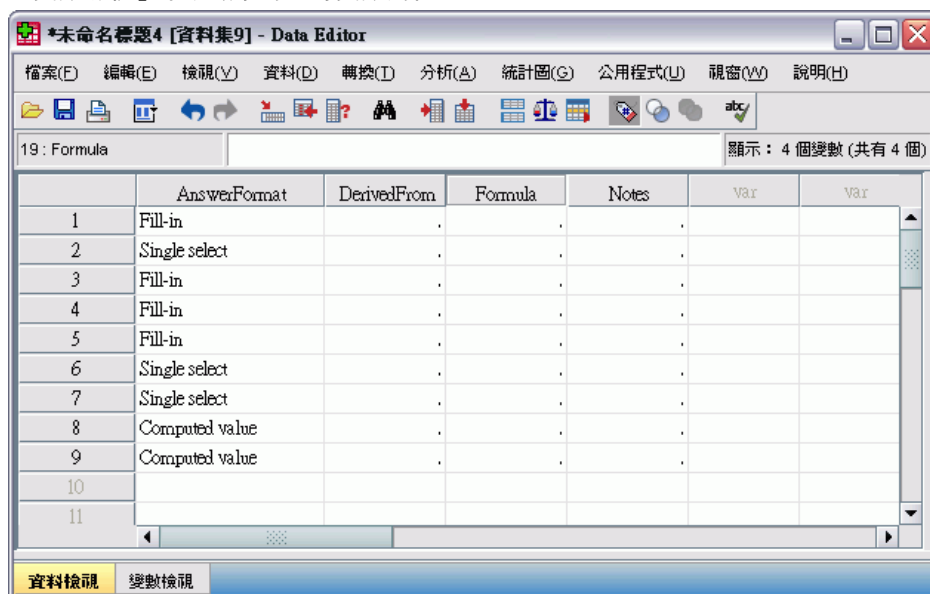 *未命名標題4 [資料集9] - Data Editor
檔案(F) 編輯(E) 檢視(V) 資料(D) 轉換(T) 分析(A) 統計圖(G) 公用程式(U) 視窗(W) 說明(H)
19 : Formula 顯示： 4 個變數 (共有 4 個)
AnswerFormat DerivedFrom Formula Notes var var
1 Fill-in . . .
2 Single select . . .
3 Fill-in . . .
4 Fill-in . . .
5 Fill-in . . .
6 Single select . . .
7 Single select . . .
8 Computed value . . .
9 Computed value . . .
10
11
資料檢視 變數檢視